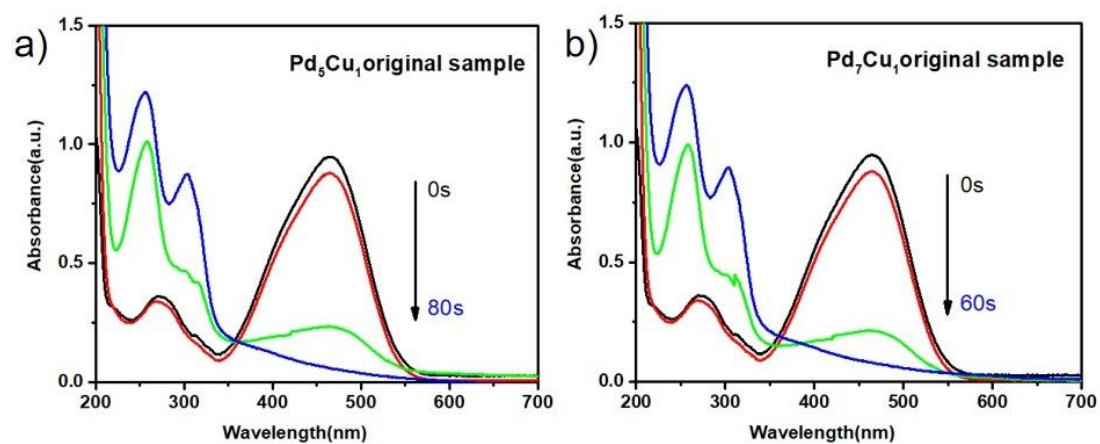 a)
Pd₅Cu₁original sample
1.5
1.0
0.5
0.0
Absorbance(a.u.)
0s
80s
200 300 400 500 600 700
Wavelength(nm)
b)
Pd₇Cu₁original sample
1.5
1.0
0.5
0.0
Absorbance(a.u.)
0s
60s
200 300 400 500 600 700
Wavelength(nm)